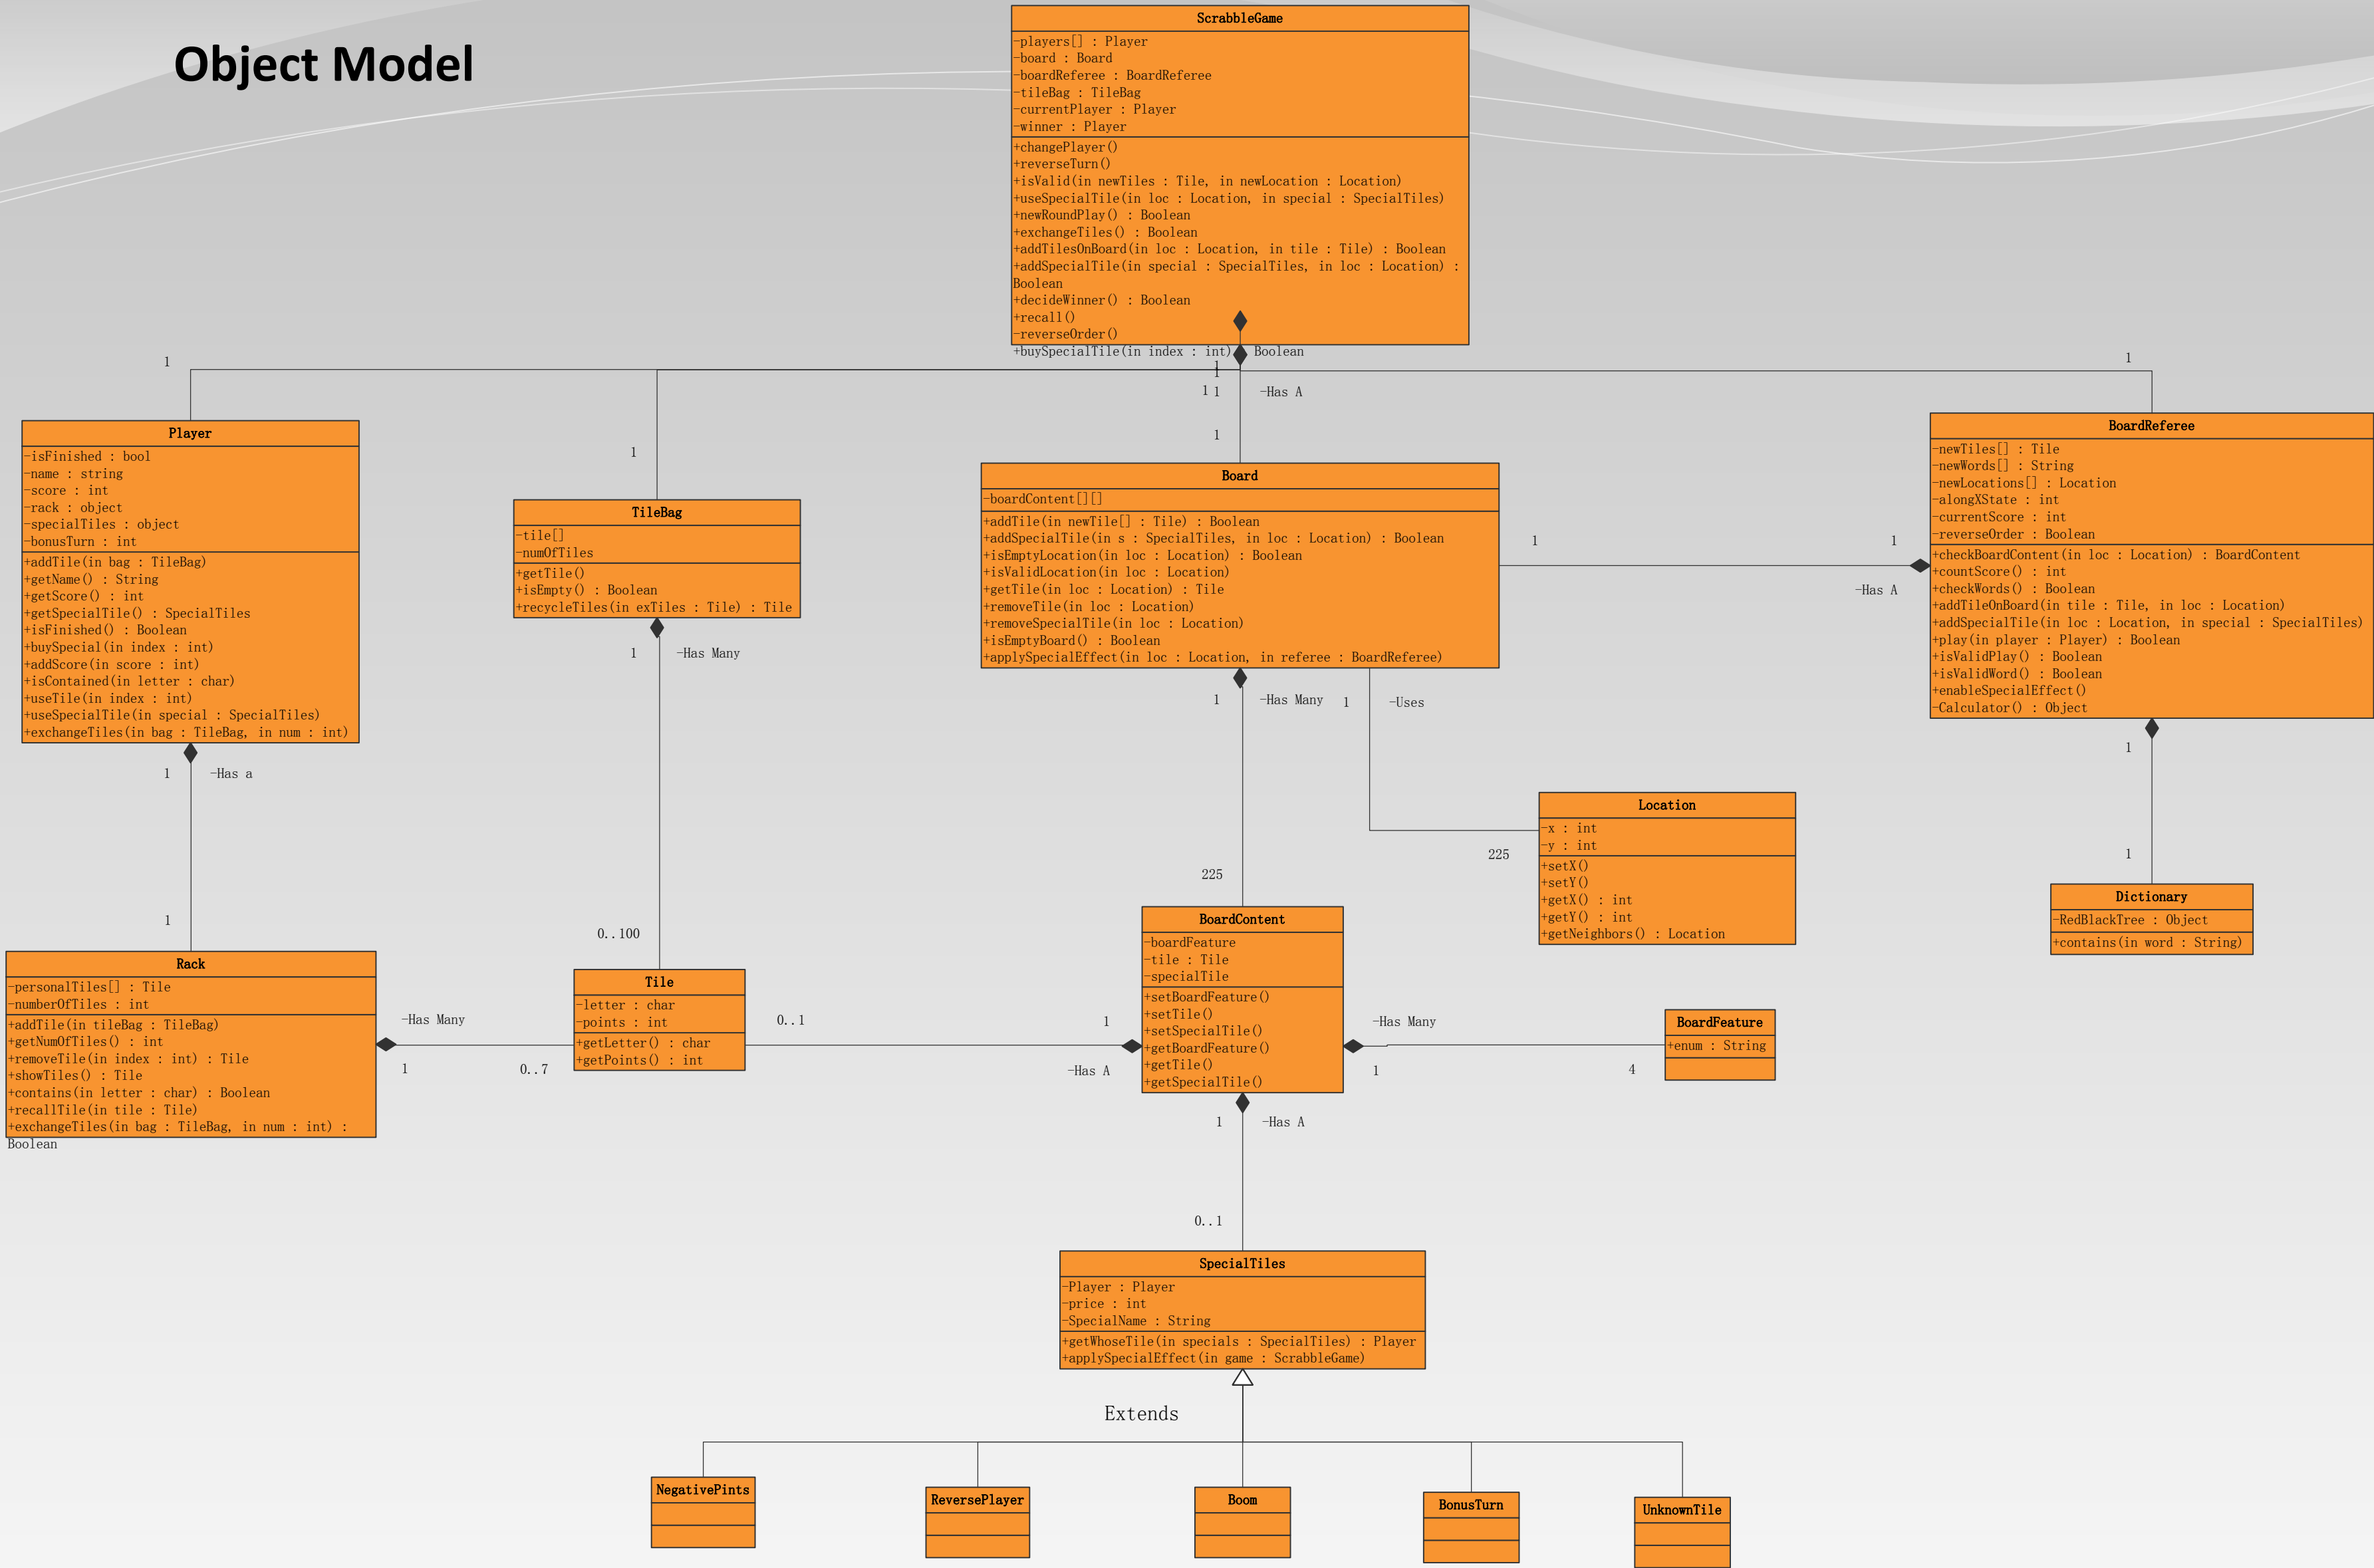 Object Model
ScrabbleGame
-players[] : Player
-board : Board
-boardReferee : BoardReferee
-tileBag : TileBag
-currentPlayer : Player
-winner : Player
+changePlayer()
+reverseTurn()
+isValid(in newTiles : Tile, in newLocation : Location)
+useSpecialTile(in loc : Location, in special : SpecialTiles)
+newRoundPlay() : Boolean
+exchangeTiles() : Boolean
+addTilesOnBoard(in loc : Location, in tile : Tile) : Boolean
+addSpecialTile(in special : SpecialTiles, in loc : Location) :
Boolean
+decideWinner() : Boolean
+recall()
-reverseOrder()
+buySpecialTile(in index : int) Boolean
1
1
1
1
1
1
-Has A
1
1
1
Player
-isFinished : bool
-name : string
-score : int
-rack : object
-specialTiles : object
-bonusTurn : int
+addTile(in bag : TileBag)
+getName() : String
+getScore() : int
+getSpecialTile() : SpecialTiles
+isFinished() : Boolean
+buySpecial(in index : int)
+addScore(in score : int)
+isContained(in letter : char)
+useTile(in index : int)
+useSpecialTile(in special : SpecialTiles)
+exchangeTiles(in bag : TileBag, in num : int)
TileBag
-tile[]
-numOfTiles
+getTile()
+isEmpty() : Boolean
+recycleTiles(in exTiles : Tile) : Tile
Board
-boardContent[][]
+addTile(in newTile[] : Tile) : Boolean
+addSpecialTile(in s : SpecialTiles, in loc : Location) : Boolean
+isEmptyLocation(in loc : Location) : Boolean
+isValidLocation(in loc : Location)
+getTile(in loc : Location) : Tile
+removeTile(in loc : Location)
+removeSpecialTile(in loc : Location)
+isEmptyBoard() : Boolean
+applySpecialEffect(in loc : Location, in referee : BoardReferee)
1
1
-Has A
BoardReferee
-newTiles[] : Tile
-newWords[] : String
-newLocations[] : Location
-alongXState : int
-currentScore : int
-reverseOrder : Boolean
+checkBoardContent(in loc : Location) : BoardContent
+countScore() : int
+checkWords() : Boolean
+addTileOnBoard(in tile : Tile, in loc : Location)
+addSpecialTile(in loc : Location, in special : SpecialTiles)
+play(in player : Player) : Boolean
+isValidPlay() : Boolean
+isValidWord() : Boolean
+enableSpecialEffect()
-Calculator() : Object
1
-Has a
1
1
-Has Many
0..100
1
-Has Many
225
1
-Uses
225
1
1
Location
-x : int
-y : int
+setX()
+setY()
+getX() : int
+getY() : int
+getNeighbors() : Location
Dictionary
-RedBlackTree : Object
+contains(in word : String)
Rack
-personalTiles[] : Tile
-numberOfTiles : int
+addTile(in tileBag : TileBag)
+getNumOfTiles() : int
+removeTile(in index : int) : Tile
+showTiles() : Tile
+contains(in letter : char) : Boolean
+recallTile(in tile : Tile)
+exchangeTiles(in bag : TileBag, in num : int) :
Boolean
-Has Many
1
0..7
Tile
-letter : char
-points : int
+getLetter() : char
+getPoints() : int
0..1
1
-Has A
BoardContent
-boardFeature
-tile : Tile
-specialTile
+setBoardFeature()
+setTile()
+setSpecialTile()
+getBoardFeature()
+getTile()
+getSpecialTile()
-Has Many
1
4
BoardFeature
+enum : String
1
-Has A
0..1
SpecialTiles
-Player : Player
-price : int
-SpecialName : String
+getWhoseTile(in specials : SpecialTiles) : Player
+applySpecialEffect(in game : ScrabbleGame)
Extends
NegativePints
ReversePlayer
Boom
BonusTurn
UnknownTile